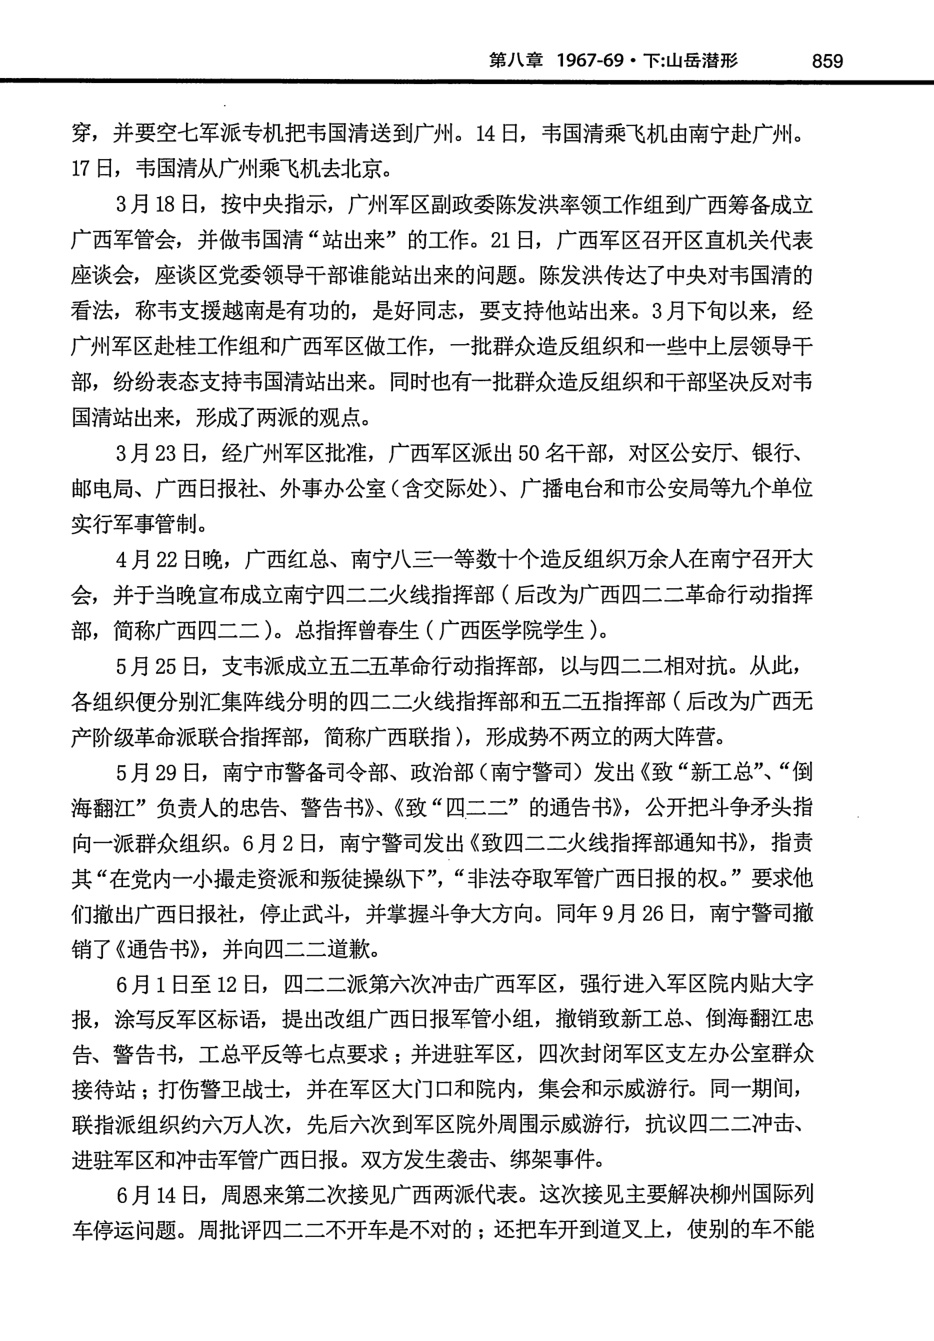 第八章 1967-69·下:山岳潜形 859
穿，并要空七军派专机把韦国清送到广州。14 日，韦国清乘飞机由南宁赴广州。
17 日，韦国清从广州乘飞机去北京。
3 月 18 日，按中央指示，广州军区副政委陈发洪率领工作组到广西筹备成立
广西军管会，并做韦国清“站出来”的工作。21 日，广西军区召开区直机关代表
座谈会，座谈区党委领导干部谁能站出来的问题。陈发洪传达了中央对韦国清的
看法，称韦支援越南是有功的，是好同志，要支持他站出来。3 月下旬以来，经
广州军区赴桂工作组和广西军区做工作，一批群众造反组织和一些中上层领导干
部，纷纷表态支持韦国清站出来。同时也有一批群众造反组织和干部坚决反对韦
国清站出来，形成了两派的观点。
3 月 23 日，经广州军区批准，广西军区派出 50 名干部，对区公安厅、银行、
邮电局、广西日报社、外事办公室（含交际处）、广播电台和市公安局等九个单位
实行军事管制。
4 月 22 日晚，广西红总、南宁八三一等数十个造反组织万余人在南宁召开大
会，并于当晚宣布成立南宁四二二火线指挥部（后改为广西四二二革命行动指挥
部，简称广西四二二）。总指挥曾春生（广西医学院学生）。
5 月 25 日，支韦派成立五二五革命行动指挥部，以与四二二相对抗。从此，
各组织便分别汇集阵线分明的四二二火线指挥部和五二五指挥部（后改为广西无
产阶级革命派联合指挥部，简称广西联指），形成势不两立的两大阵营。
5 月 29 日，南宁市警备司令部、政治部（南宁警司）发出《致“新工总”、“倒
海翻江”负责人的忠告、警告书》、《致“四二二”的通告书》，公开把斗争矛头指
向一派群众组织。6 月 2 日，南宁警司发出《致四二二火线指挥部通知书》，指责
其“在党内一小撮走资派和叛徒操纵下”，“非法夺取军管广西日报的权。”要求他
们撤出广西日报社，停止武斗，并掌握斗争大方向。同年 9 月 26 日，南宁警司撤
销了《通告书》，并向四二二道歉。
6 月 1 日至 12 日，四二二派第六次冲击广西军区，强行进入军区院内贴大字
报，涂写反军区标语，提出改组广西日报军管小组，撤销致新工总、倒海翻江忠
告、警告书，工总平反等七点要求；并进驻军区，四次封闭军区支左办公室群众
接待站；打伤警卫战士，并在军区大门口和院内，集会和示威游行。同一期间，
联指派组织约六万人次，先后六次到军区院外周围示威游行，抗议四二二冲击、
进驻军区和冲击军管广西日报。双方发生袭击、绑架事件。
6 月 14 日，周恩来第二次接见广西两派代表。这次接见主要解决柳州国际列
车停运问题。周批评四二二不开车是不对的；还把车开到道叉上，使别的车不能